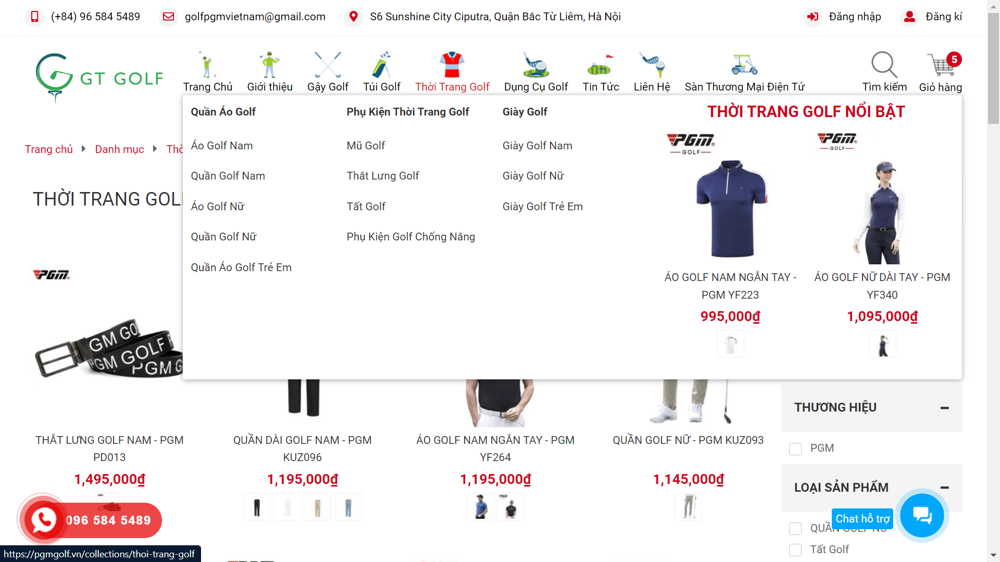 (+84) 96 584 5489
golfpgmvietnam@gmail.com
S6 Sunshine City Ciputra, Quận Bắc Từ Liêm, Hà Nội
Đăng nhập
Đăng kí
GT GOLF
Trang Chủ
Giới thiệu
Gậy Golf
Túi Golf
Thời Trang Golf
Dụng Cụ Golf
Tin Tức
Liên Hệ
Sàn Thương Mại Điện Tử
Tìm kiếm
5
Giỏ hàng
Trang chủ
Danh mục
Thờ
THỜI TRANG GOL
Quần Áo Golf
Áo Golf Nam
Quần Golf Nam
Áo Golf Nữ
Quần Golf Nữ
Quần Áo Golf Trẻ Em
Phụ Kiện Thời Trang Golf
Mũ Golf
Thắt Lưng Golf
Tất Golf
Phụ Kiện Golf Chống Nắng
Giày Golf
Giày Golf Nam
Giày Golf Nữ
Giày Golf Trẻ Em
THỜI TRANG GOLF NỔI BẬT
PGM®
GOLF
ÁO GOLF NAM NGẮN TAY -
PGM YF223
995,000₫
PGM®
GOLF
ÁO GOLF NỮ DÀI TAY - PGM
YF340
1,095,000₫
PGM
PGM GO
PGM GOLF P
PGM G
THẮT LƯNG GOLF NAM - PGM
PD013
1,495,000₫
QUẦN DÀI GOLF NAM - PGM
KUZ096
1,195,000₫
ÁO GOLF NAM NGẮN TAY - PGM
YF264
1,195,000₫
QUẦN GOLF NỮ - PGM KUZ093
1,145,000₫
THƯƠNG HIỆU
PGM
LOẠI SẢN PHẨM
QUẦN GOLF NỮ
Tất Golf
Chat hỗ trợ
096 584 5489
https://pgmgolf.vn/collections/thoi-trang-golf